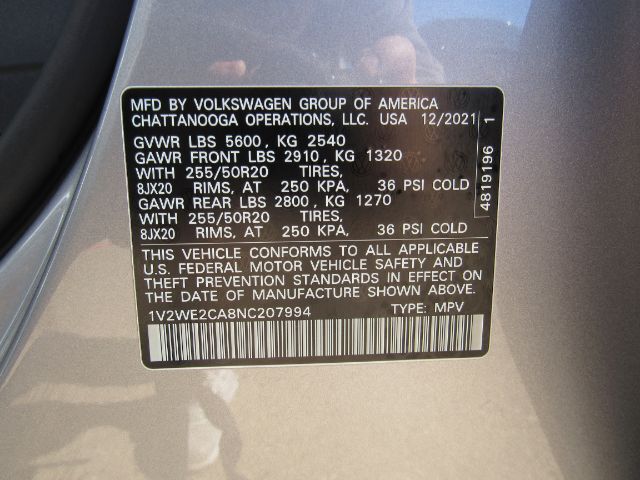 MFD BY VOLKSWAGEN GROUP OF AMERICA
CHATTANOOGA OPERATIONS, LLC. USA 12/2021
GVWR LBS 5600, KG 2540
GAWR FRONT LBS 2910, KG 1320
WITH 255/50R20 TIRES,
8JX20 RIMS, AT 250 KPA, 36 PSI COLD
GAWR REAR LBS 2800, KG 1270
WITH 255/50R20 TIRES,
8JX20 RIMS, AT 250 KPA, 36 PSI COLD
THIS VEHICLE CONFORMS TO ALL APPLICABLE
U.S. FEDERAL MOTOR VEHICLE SAFETY AND
THEFT PREVENTION STANDARDS IN EFFECT ON
THE DATE OF MANUFACTURE SHOWN ABOVE.
1V2WE2CA8NC207994 TYPE: MPV
4819196 1